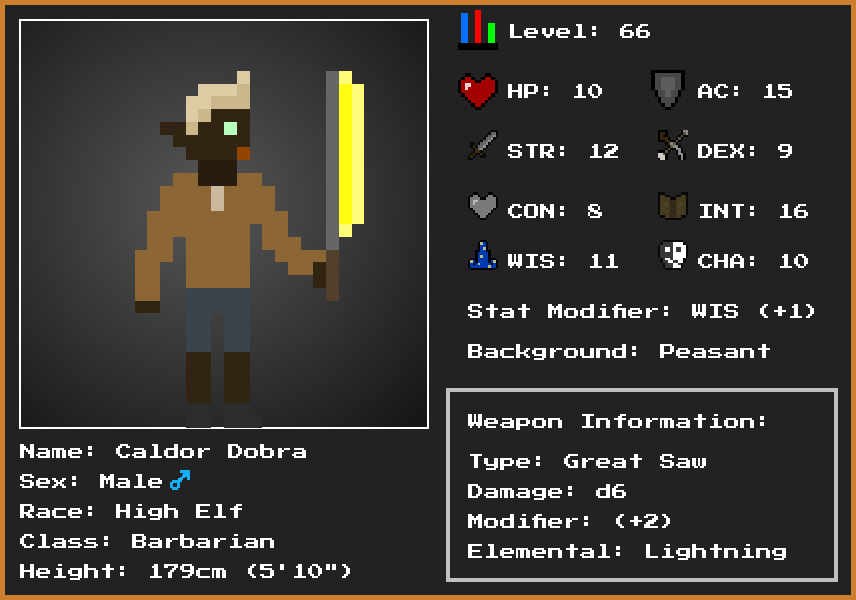 Level: 66
HP: 10 AC: 15
STR: 12 DEX: 9
CON: 8 INT: 16
WIS: 11 CHA: 10
Stat Modifier: WIS (+1)
Background: Peasant
Weapon Information:
Type: Great Saw
Damage: d6
Modifier: (+2)
Elemental: Lightning
Name: Caldor Dobra
Sex: Male♂
Race: High Elf
Class: Barbarian
Height: 179cm (5'10")